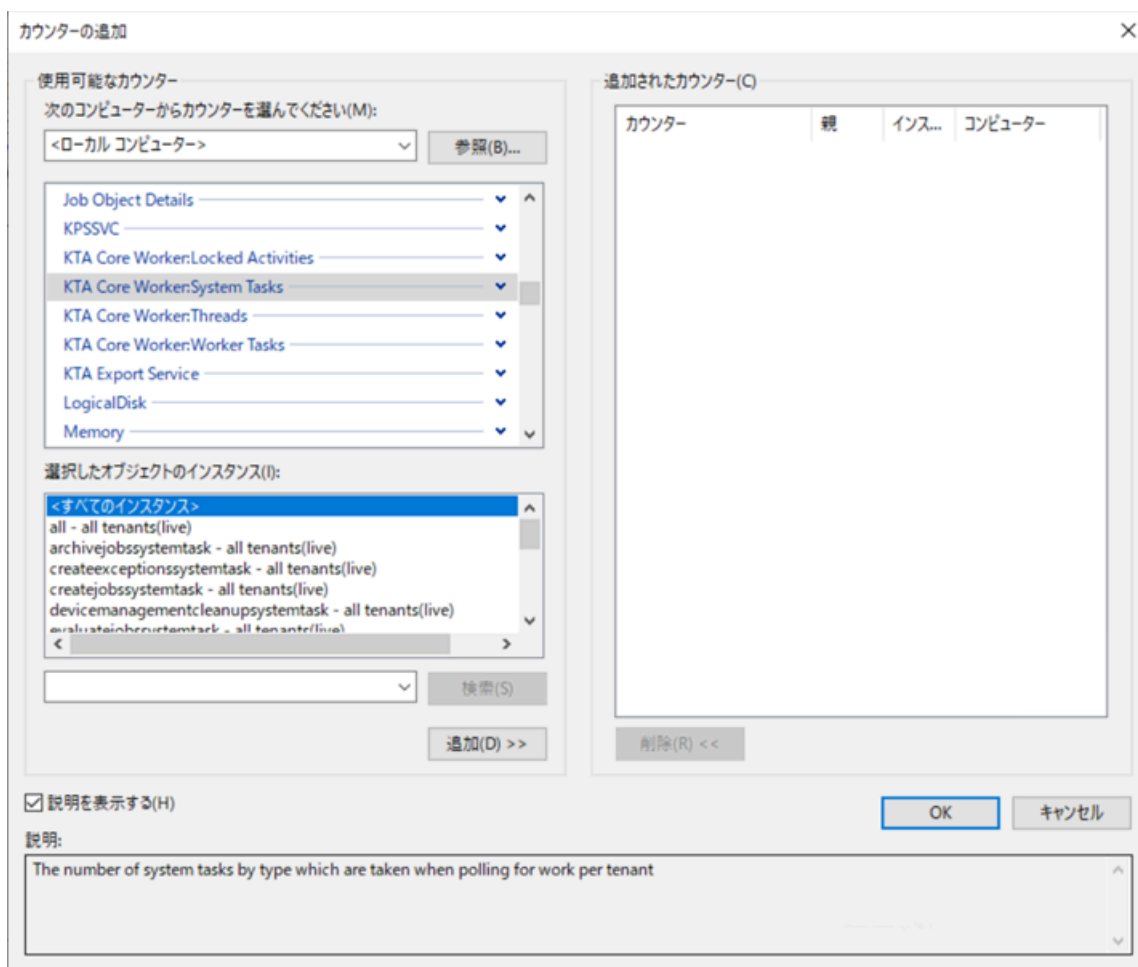 カウンターの追加
使用可能なカウンター
次のコンピューターからカウンターを選んでください(M):
<ローカル コンピューター>
参照(B)...
Job Object Details
KPSSVC
KTA Core Worker:Locked Activities
KTA Core Worker:System Tasks
KTA Core Worker:Threads
KTA Core Worker:Worker Tasks
KTA Export Service
LogicalDisk
Memory
選択したオブジェクトのインスタンス(I):
<すべてのインスタンス>
all - all tenants(live)
archivejobssystemtask - all tenants(live)
createexceptionssystemtask - all tenants(live)
createjobssystemtask - all tenants(live)
devicemanagementcleanupsystemtask - all tenants(live)
evaluatejobssystemtask - all tenants(live)
検索(S)
追加(D) >>
追加されたカウンター(C)
カウンター 親 インス... コンピューター
削除(R) <<
説明を表示する(H)
OK
キャンセル
説明:
The number of system tasks by type which are taken when polling for work per tenant